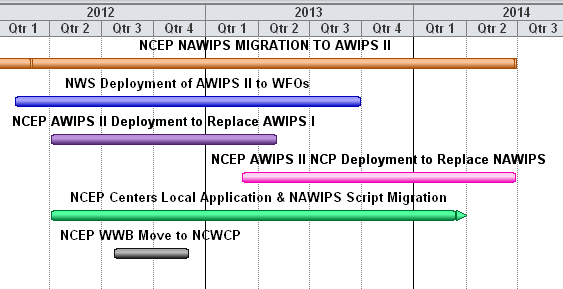 2012 2013 2014
Qtr 1 Qtr 2 Qtr 3 Qtr 4 Qtr 1 Qtr 2 Qtr 3 Qtr 4 Qtr 1 Qtr 2 Qtr 3
NCEP NAWIPS MIGRATION TO AWIPS II
NWS Deployment of AWIPS II to WFOs
NCEP AWIPS II Deployment to Replace AWIPS I
NCEP AWIPS II NCP Deployment to Replace NAWIPS
NCEP Centers Local Application & NAWIPS Script Migration
NCEP WWB Move to NCWCP